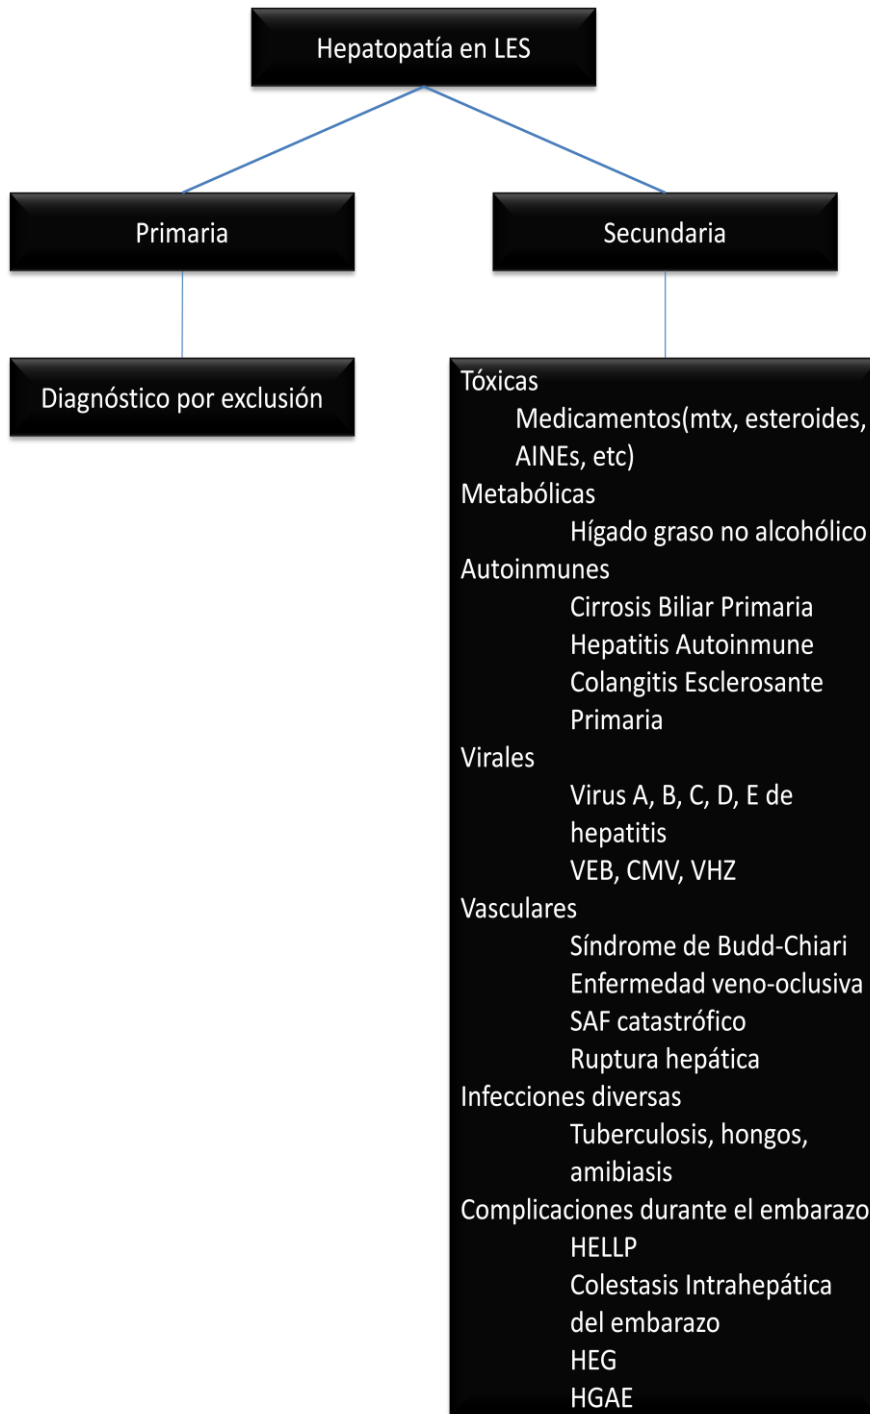 Hepatopatía en LES
Primaria
Secundaria
Diagnóstico por exclusión
Tóxicas
Medicamentos(mtx, esteroides,
AINEs, etc)
Metabólicas
Hígado graso no alcohólico
Autoinmunes
Cirrosis Biliar Primaria
Hepatitis Autoinmune
Colangitis Esclerosante
Primaria
Virales
Virus A, B, C, D, E de
hepatitis
VEB, CMV, VHZ
Vasculares
Síndrome de Budd-Chiari
Enfermedad veno-oclusiva
SAF catastrófico
Ruptura hepática
Infecciones diversas
Tuberculosis, hongos,
amibiasis
Complicaciones durante el embarazo
HELLP
Colestasis Intrahepática
del embarazo
HEG
HGAE